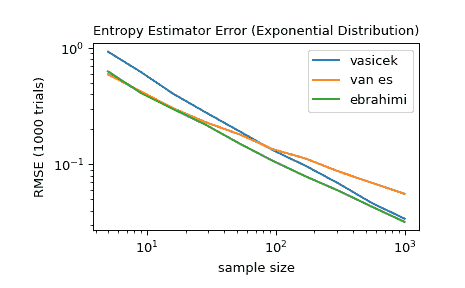 Entropy Estimator Error (Exponential Distribution)
10⁰
10⁻¹
RMSE (1000 trials)
vasicek
van es
ebrahimi
10¹
10²
10³
sample size